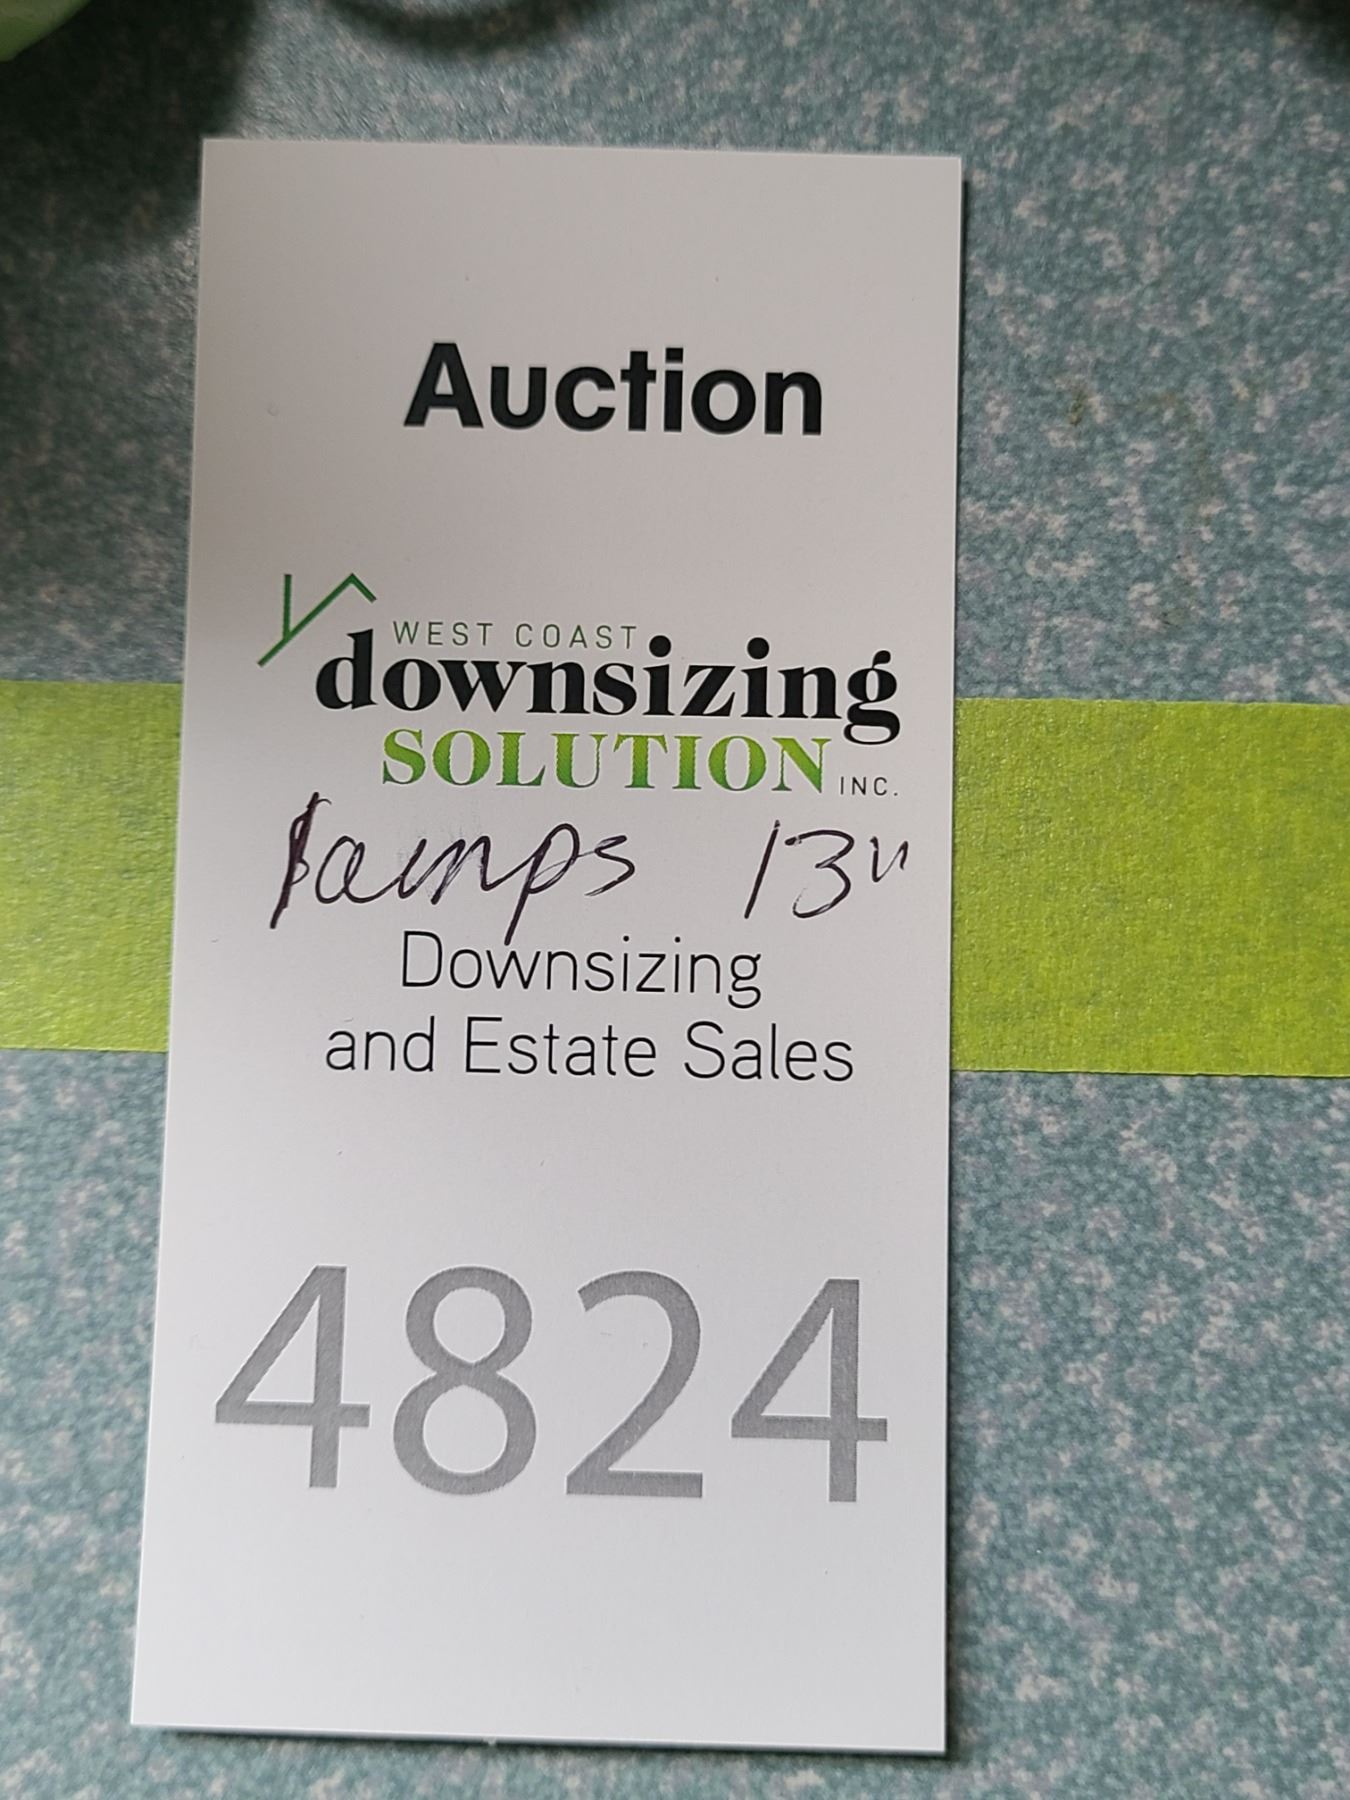 Auction
WEST COAST
downsizing
SOLUTION INC.
lamps 13"
Downsizing
and Estate Sales
4824